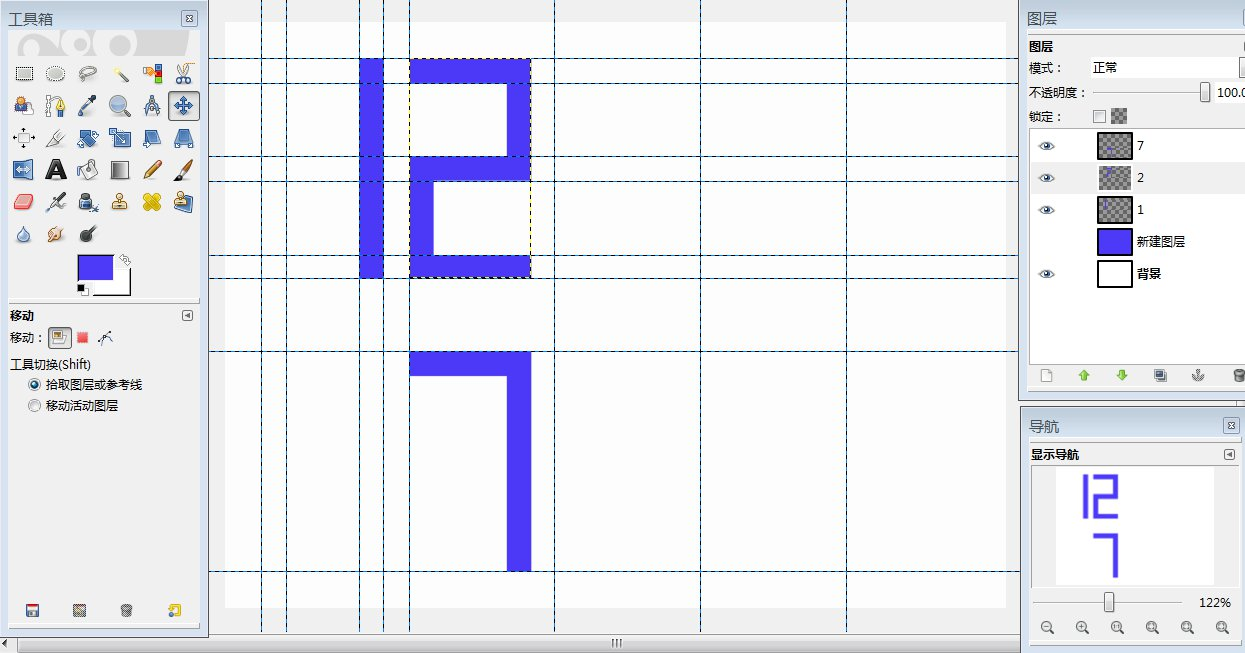 工具箱
移动
移动：
工具切换(Shift)
拾取图层或参考线
移动活动图层
12
7
图层
图层
模式： 正常
不透明度： 100.0
锁定：
7
2
1
新建图层
背景
导航
显示导航
12
7
122%